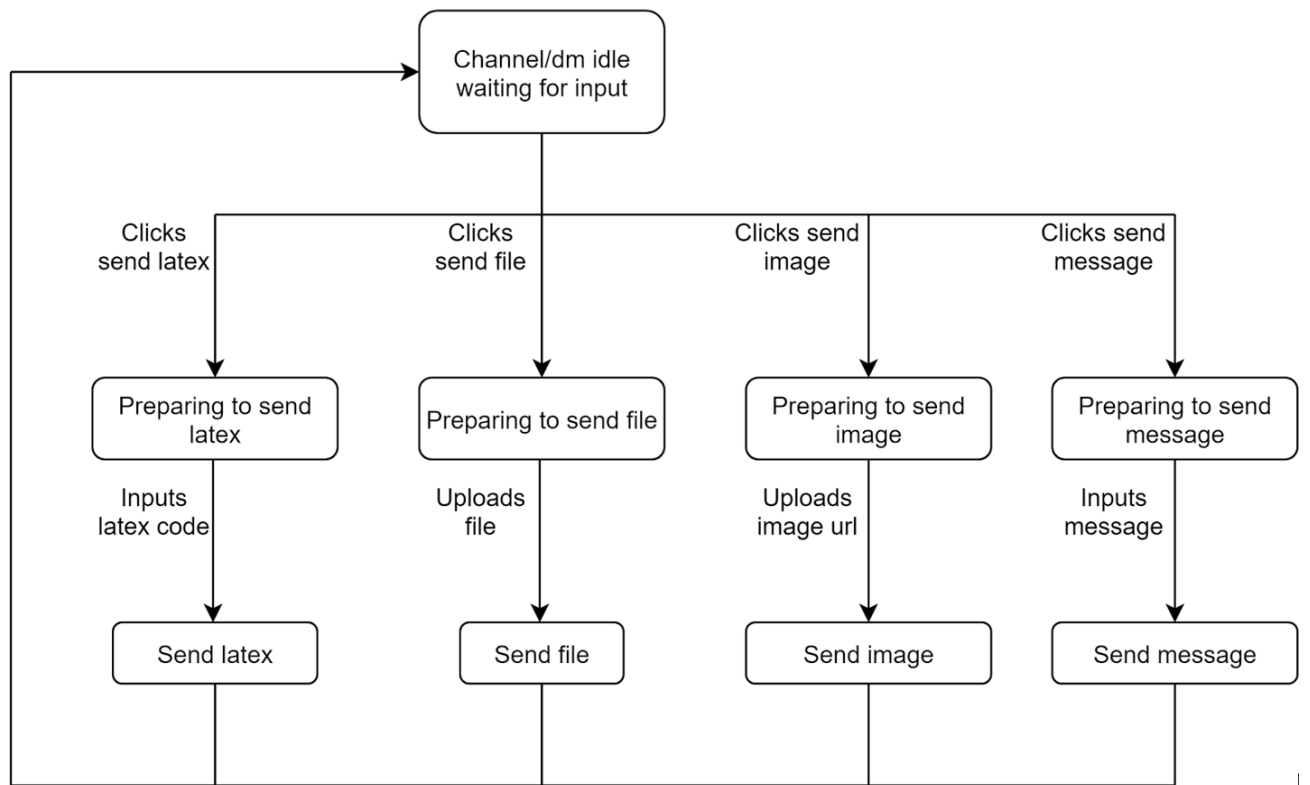 Channel/dm idle
waiting for input
Clicks
send latex
Clicks
send file
Clicks send
image
Clicks send
message
Preparing to send
latex
Preparing to send file
Preparing to send
image
Preparing to send
message
Inputs
latex code
Uploads
file
Uploads
image url
Inputs
message
Send latex
Send file
Send image
Send message